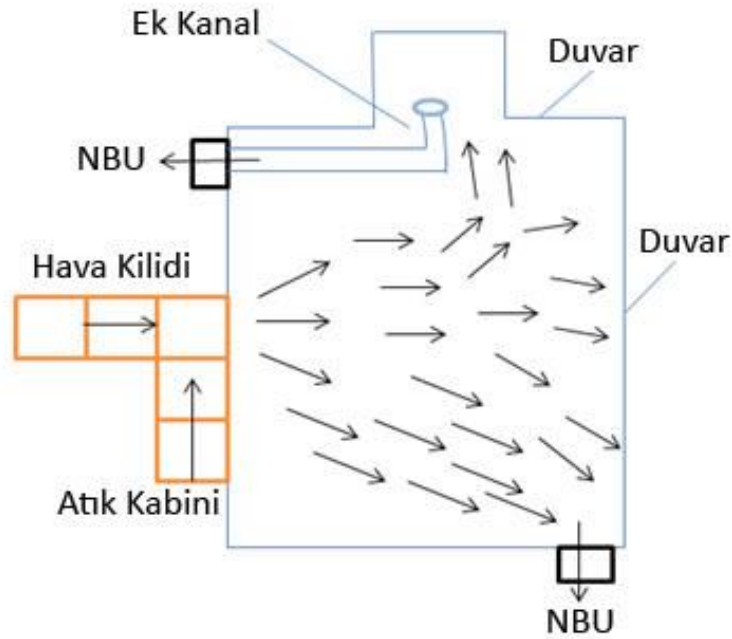 Ek Kanal
Duvar
NBU
Duvar
Hava Kilidi
Atık Kabini
NBU